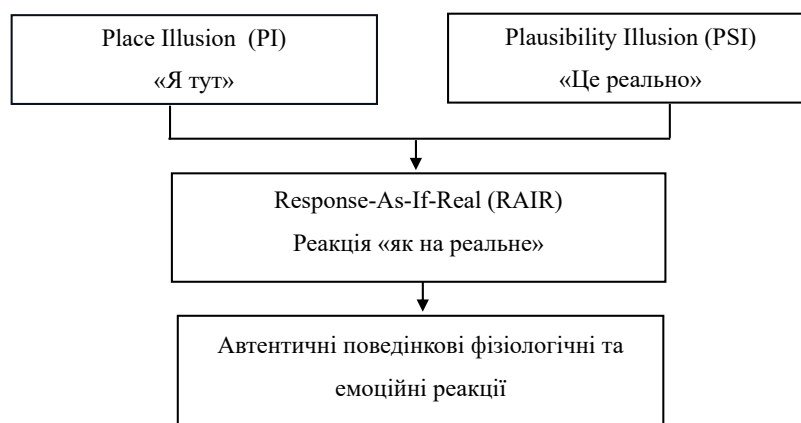 Place Illusion (PI)
«Я тут»
Plausibility Illusion (PSI)
«Це реально»
Response-As-If-Real (RAIR)
Реакція «як на реальне»
Автентичні поведінкові фізіологічні та
емоційні реакції